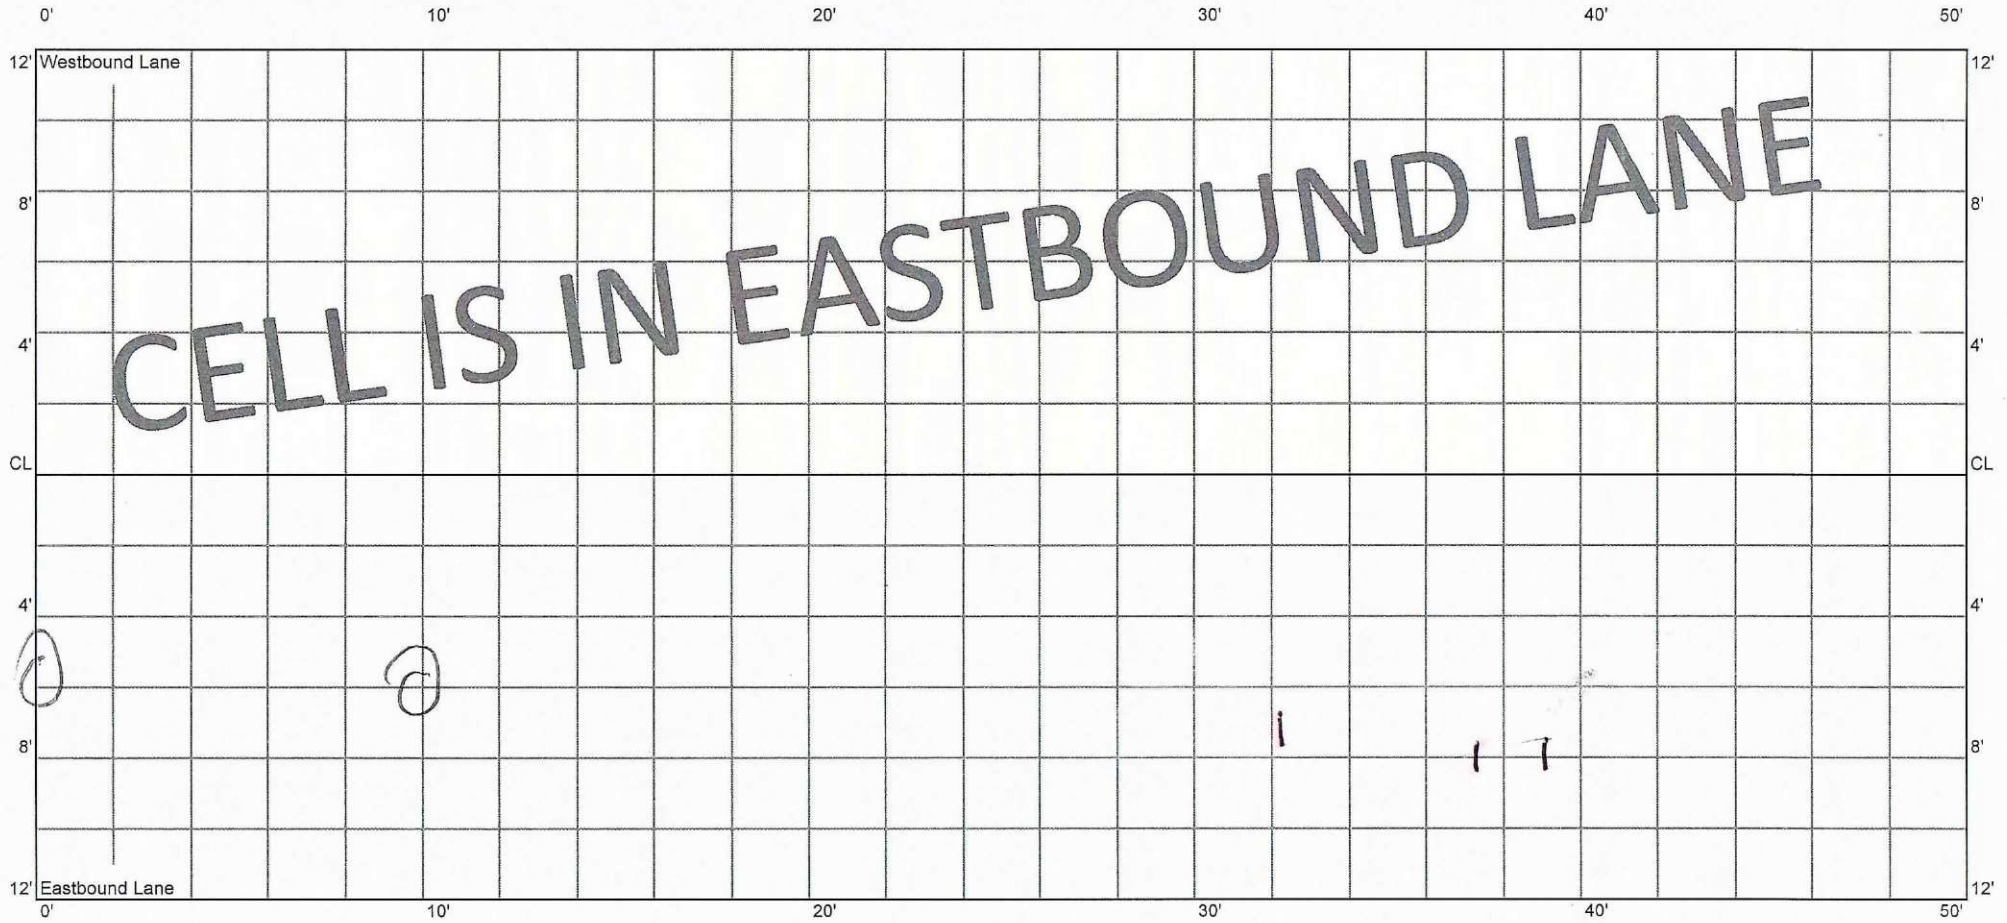 0' 10' 20' 30' 40' 50'
12' Westbound Lane 12'
CELL IS IN EASTBOUND LANE
8' 8'
4' 4'
CL CL
4' 4'
8' 8'
12' Eastbound Lane 12'
0' 10' 20' 30' 40' 50'